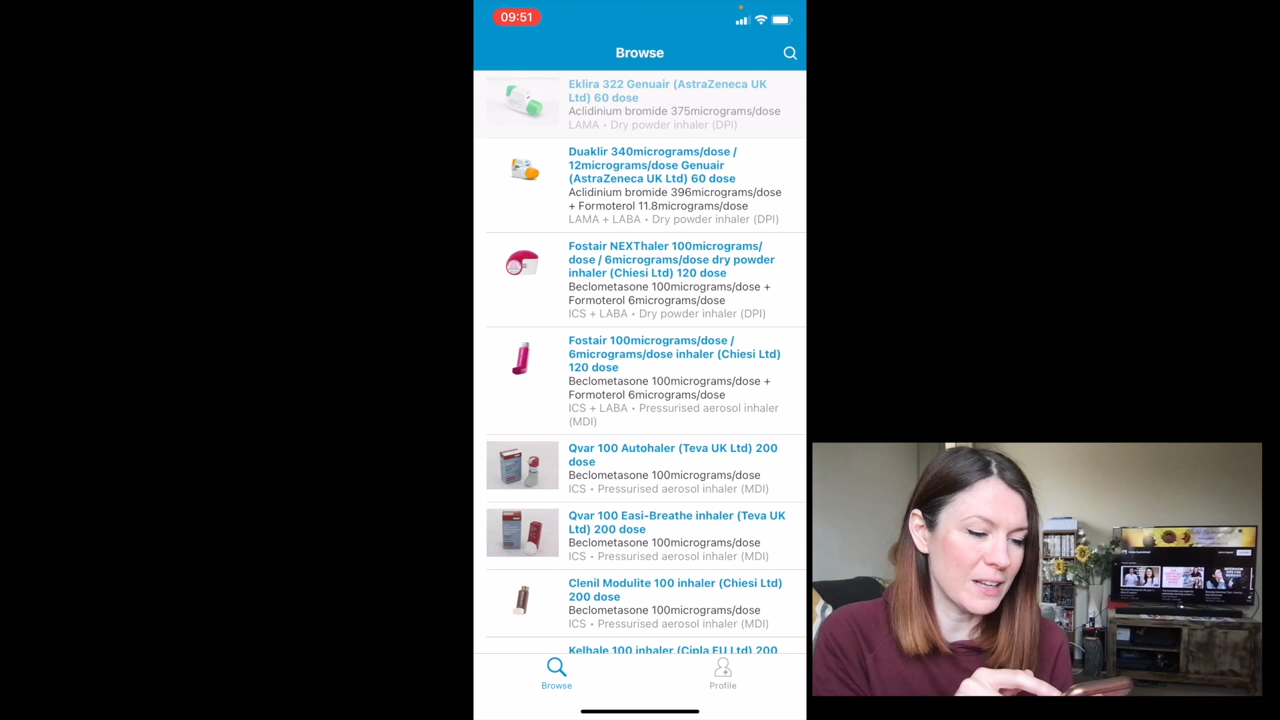 09:51
Browse
Eklira 322 Genuair (AstraZeneca UK
Ltd) 60 dose
Aclidinium bromide 375micrograms/dose
LAMA • Dry powder inhaler (DPI)
Duaklir 340micrograms/dose /
12micrograms/dose Genuair
(AstraZeneca UK Ltd) 60 dose
Aclidinium bromide 396micrograms/dose
+ Formoterol 11.8micrograms/dose
LAMA + LABA • Dry powder inhaler (DPI)
Fostair NEXThaler 100micrograms/
dose / 6micrograms/dose dry powder
inhaler (Chiesi Ltd) 120 dose
Beclometasone 100micrograms/dose +
Formoterol 6micrograms/dose
ICS + LABA • Dry powder inhaler (DPI)
Fostair 100micrograms/dose /
6micrograms/dose inhaler (Chiesi Ltd)
120 dose
Beclometasone 100micrograms/dose +
Formoterol 6micrograms/dose
ICS + LABA • Pressurised aerosol inhaler
(MDI)
Qvar 100 Autohaler (Teva UK Ltd) 200
dose
Beclometasone 100micrograms/dose
ICS • Pressurised aerosol inhaler (MDI)
Qvar 100 Easi-Breathe inhaler (Teva UK
Ltd) 200 dose
Beclometasone 100micrograms/dose
ICS • Pressurised aerosol inhaler (MDI)
Clenil Modulite 100 inhaler (Chiesi Ltd)
200 dose
Beclometasone 100micrograms/dose
ICS • Pressurised aerosol inhaler (MDI)
Kelhale 100 inhaler (Cipla EU Ltd) 200
Browse
Profile